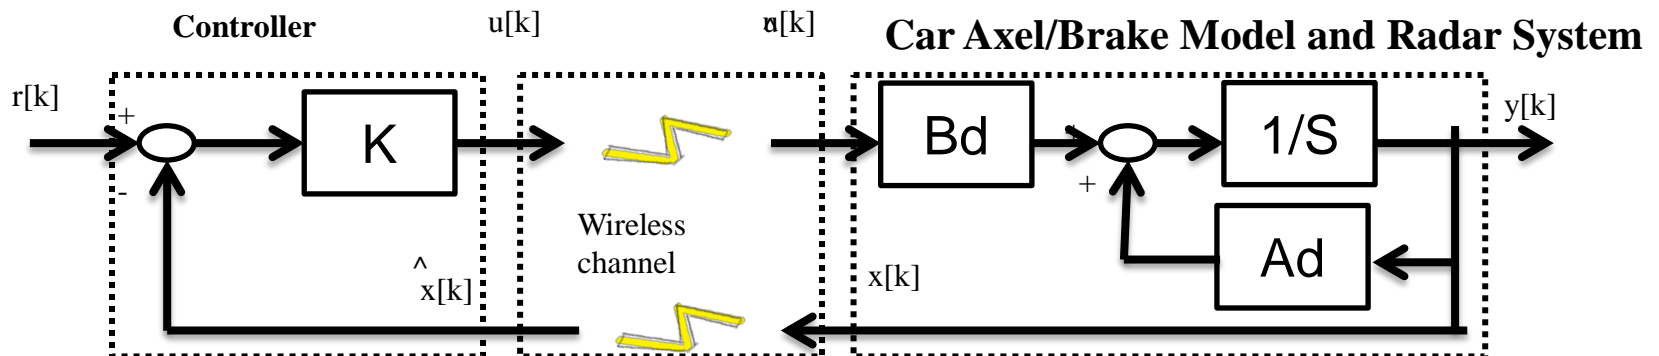 Controller
u[k]
[k]
Car Axel/Brake Model and Radar System
r[k]
+
y[k]
K
Bd
+
1/S
-
+
Wireless
channel
Ad
^
x[k]
x[k]